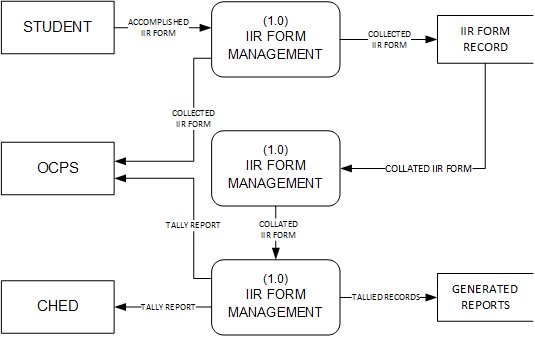 STUDENT
ACCOMPLISHED
IIR FORM
(1.0)
IIR FORM
MANAGEMENT
COLLECTED
IIR FORM
IIR FORM
RECORD
COLLECTED
IIR FORM
OCPS
(1.0)
IIR FORM
MANAGEMENT
COLLATED IIR FORM
TALLY REPORT
COLLATED
IIR FORM
CHED
TALLY REPORT
(1.0)
IIR FORM
MANAGEMENT
TALLIED RECORDS
GENERATED
REPORTS